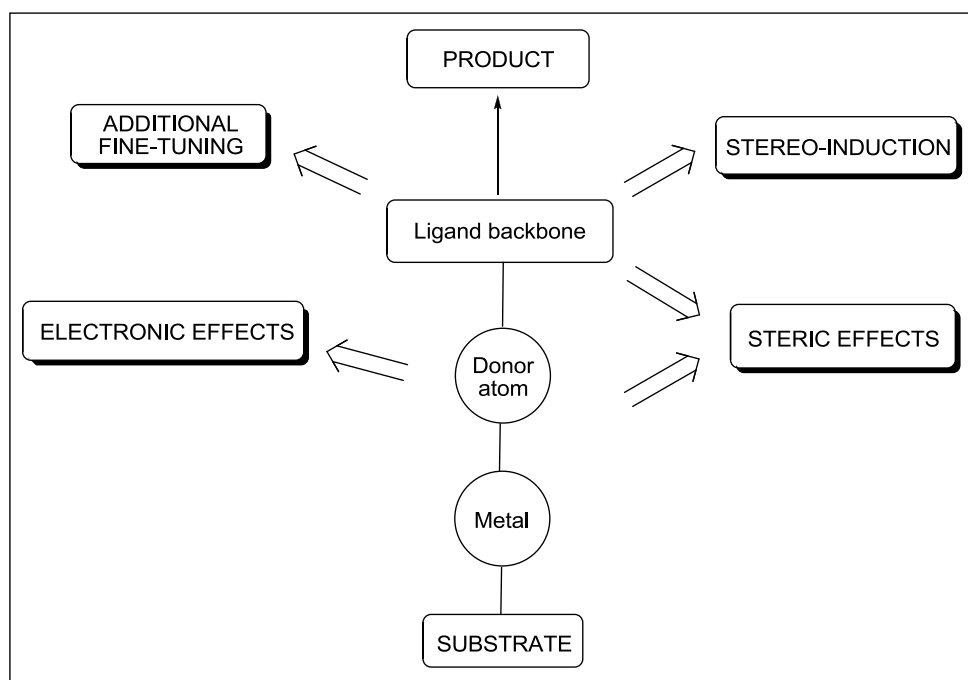 PRODUCT
ADDITIONAL
FINE-TUNING
STEREO-INDUCTION
Ligand backbone
ELECTRONIC EFFECTS
STERIC EFFECTS
Donor
atom
Metal
SUBSTRATE